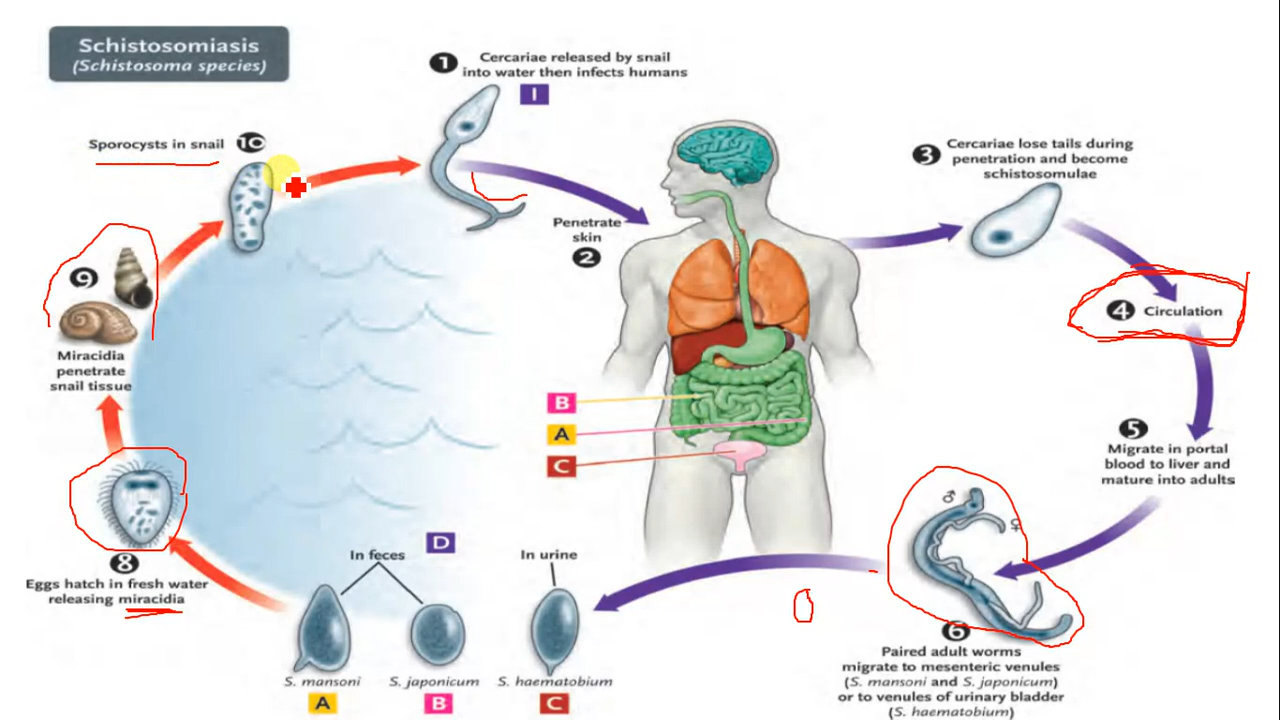 Schistosomiasis
(Schistosoma species)
1
Cercariae released by snail
into water then infects humans
I
Penetrate
skin
2
3
Cercariae lose tails during
penetration and become
schistosomulae
4 Circulation
5
Migrate in portal
blood to liver and
mature into adults
♂
♀
6
Paired adult worms
migrate to mesenteric venules
(S. mansoni and S. japonicum)
or to venules of urinary bladder
(S. haematobium)
B
A
C
D
In feces
In urine
S. mansoni
A
S. japonicum
B
S. haematobium
C
8
Eggs hatch in fresh water
releasing miracidia
9
Miracidia
penetrate
snail tissue
Sporocysts in snail 10